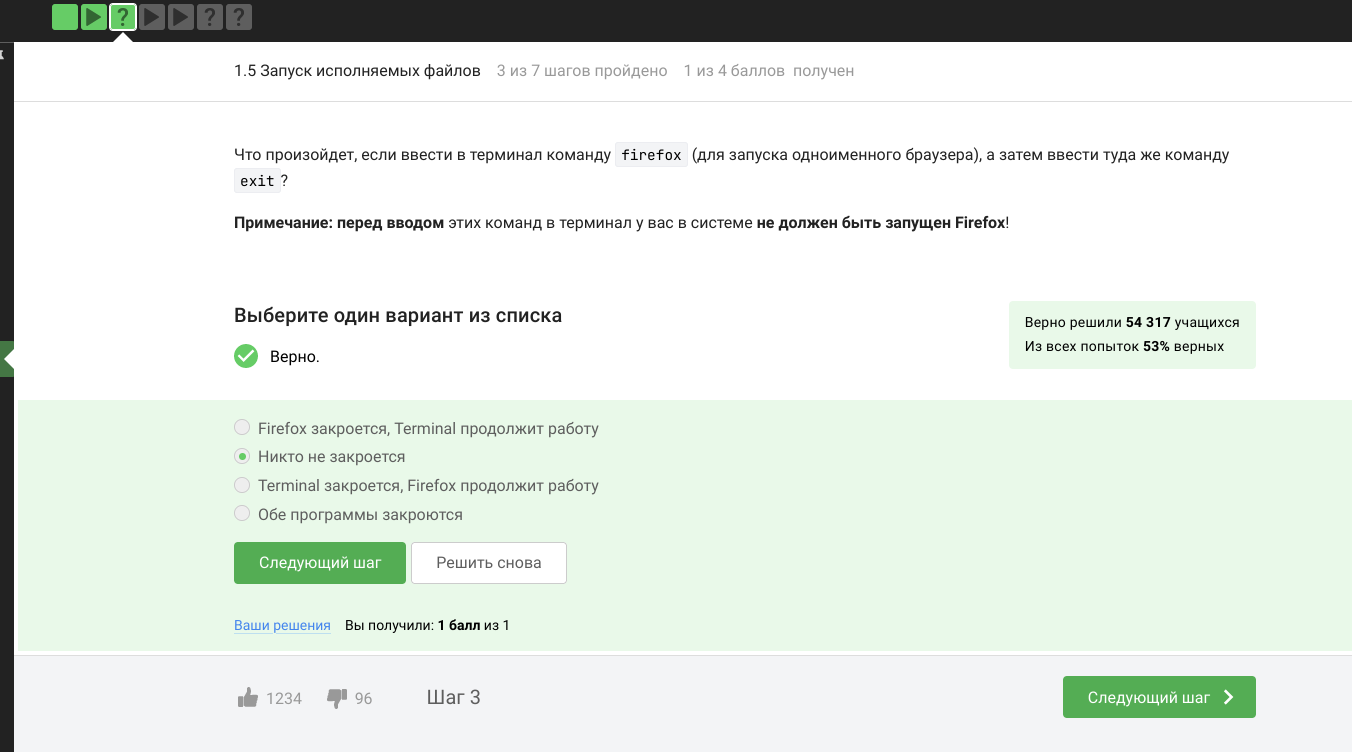 ? ? ?
1.5 Запуск исполняемых файлов 3 из 7 шагов пройдено 1 из 4 баллов получен
Что произойдет, если ввести в терминал команду firefox (для запуска одноименного браузера), а затем ввести туда же команду
exit ?
Примечание: перед вводом этих команд в терминал у вас в системе не должен быть запущен Firefox!
Выберите один вариант из списка
Верно решили 54 317 учащихся
Из всех попыток 53% верных
Верно.
Firefox закроется, Terminal продолжит работу
Никто не закроется
Terminal закроется, Firefox продолжит работу
Обе программы закроются
Следующий шаг Решить снова
Ваши решения Вы получили: 1 балл из 1
1234 96 Шаг 3 Следующий шаг